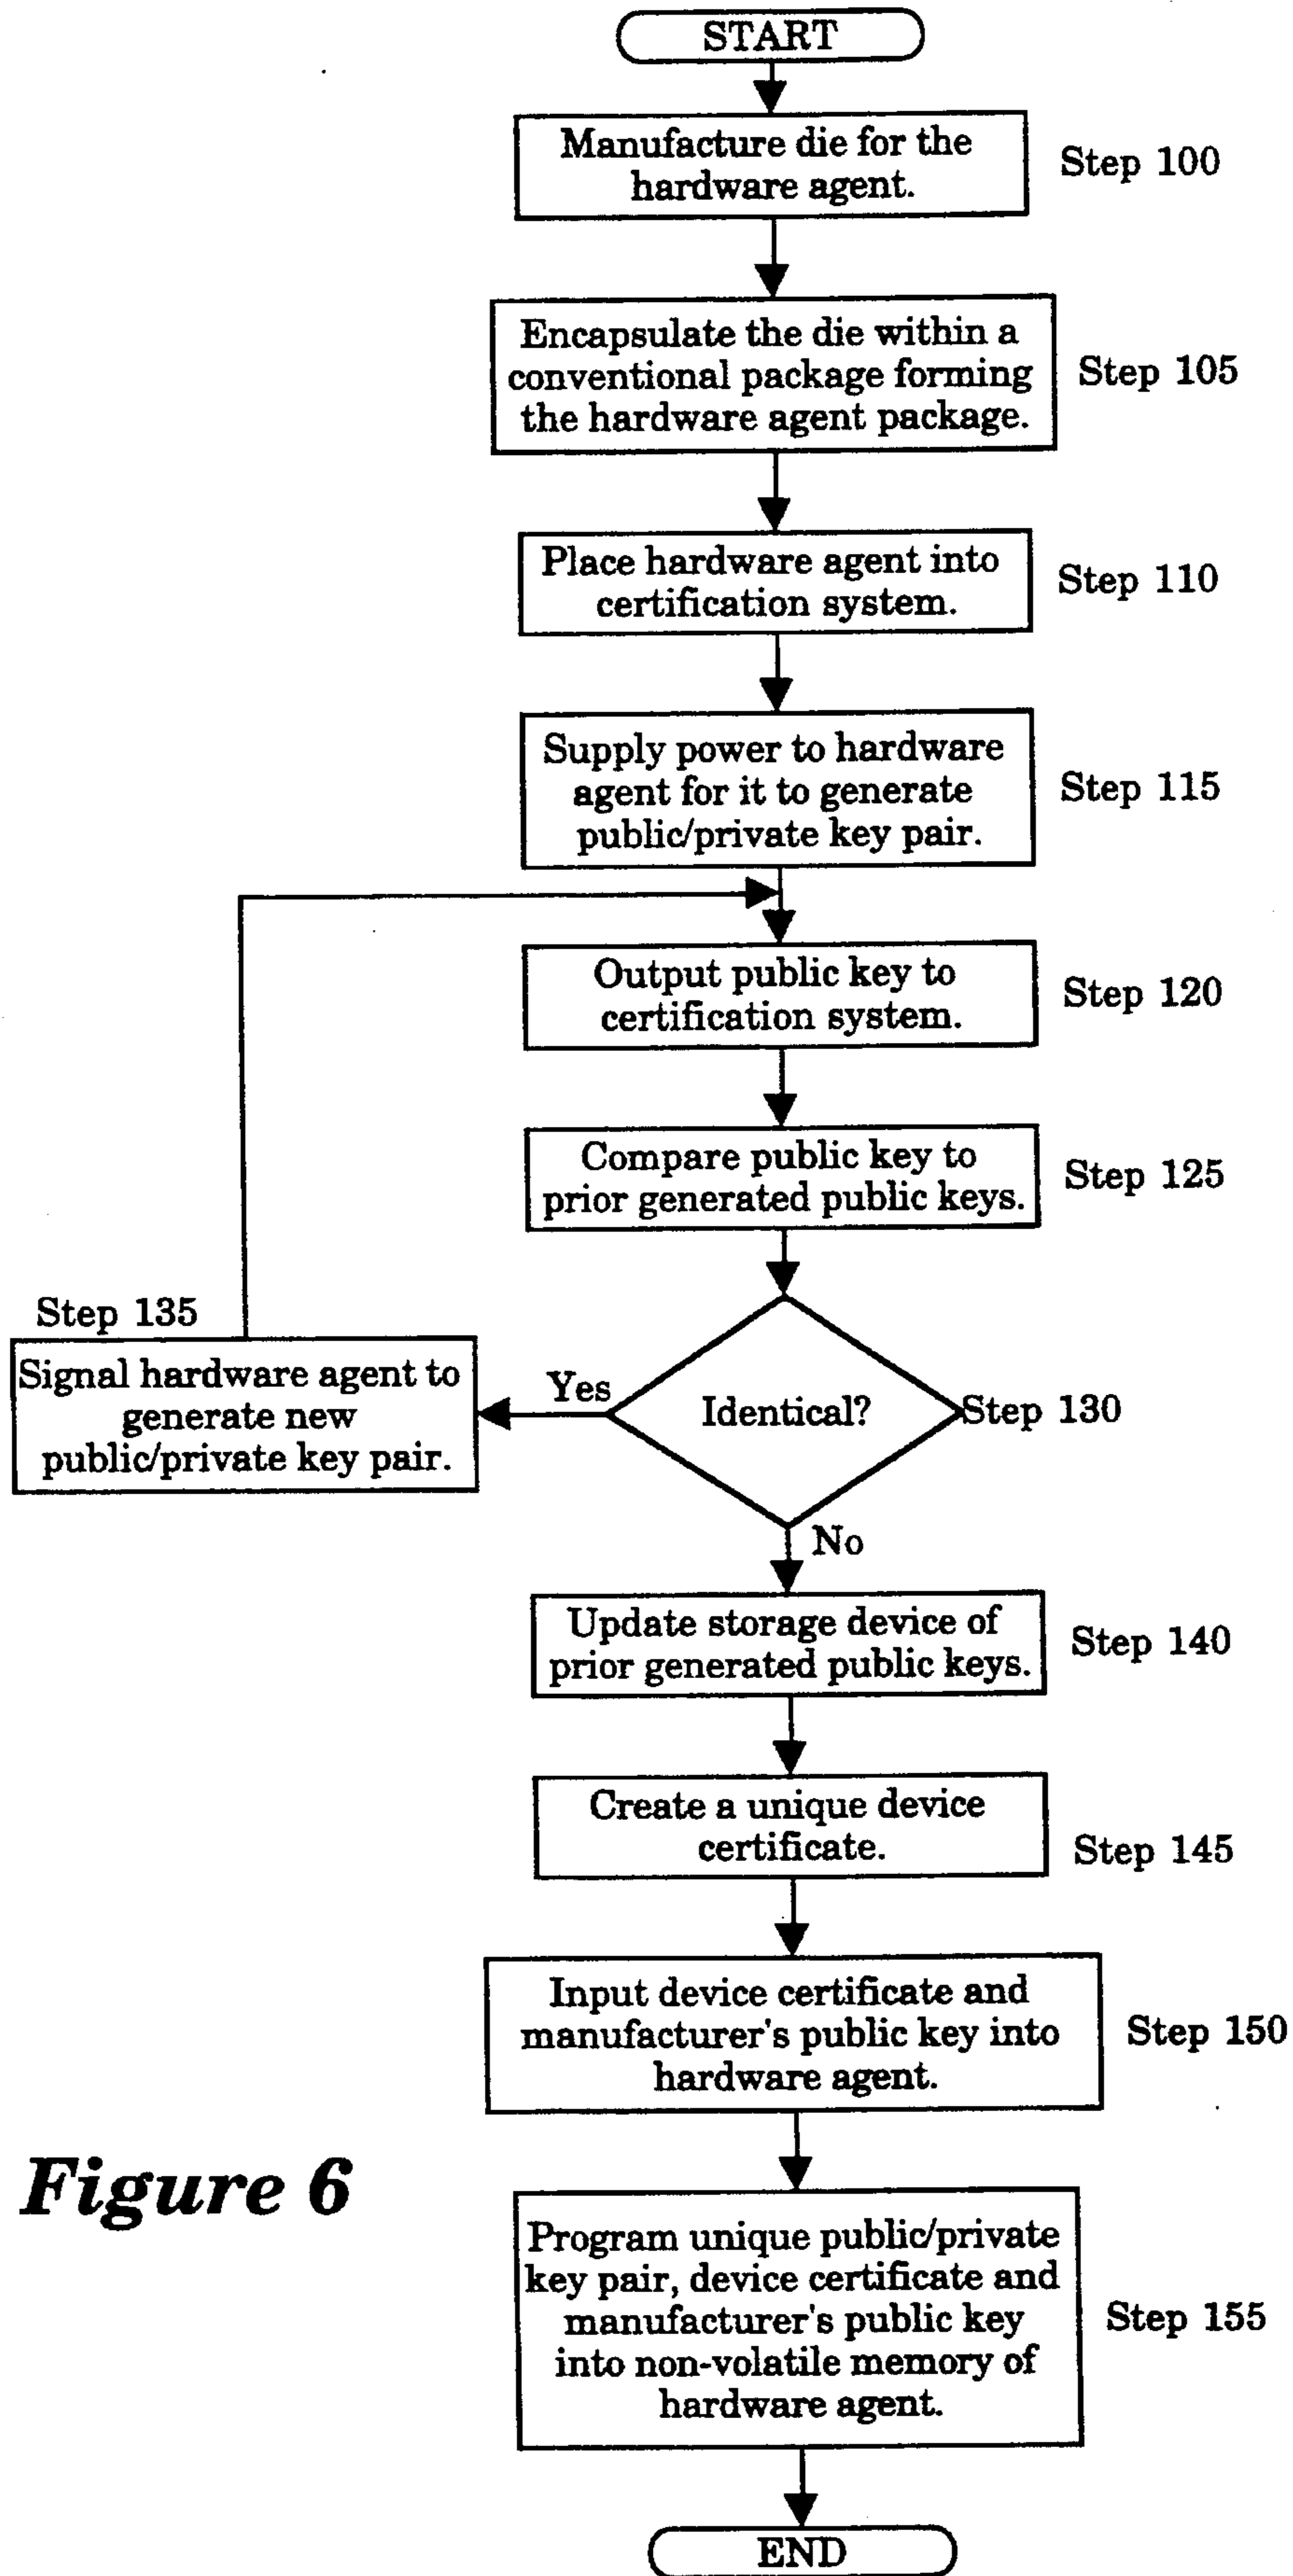 START
Manufacture die for the
hardware agent.
Step 100
Encapsulate the die within a
conventional package forming
the hardware agent package.
Step 105
Place hardware agent into
certification system.
Step 110
Supply power to hardware
agent for it to generate
public/private key pair.
Step 115
Output public key to
certification system.
Step 120
Compare public key to
prior generated public keys.
Step 125
Identical?
Step 130
Yes
Step 135
Signal hardware agent to
generate new
public/private key pair.
No
Update storage device of
prior generated public keys.
Step 140
Create a unique device
certificate.
Step 145
Input device certificate and
manufacturer's public key into
hardware agent.
Step 150
Program unique public/private
key pair, device certificate and
manufacturer's public key
into non-volatile memory of
hardware agent.
Step 155
END
Figure 6